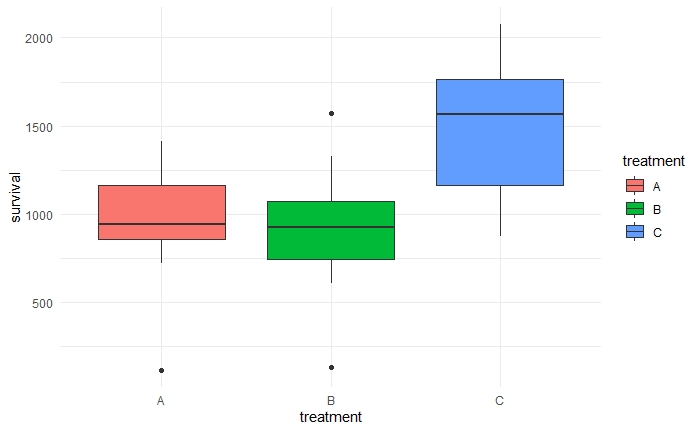 2000
1500
1000
500
survival
A B C
treatment
treatment
A
B
C